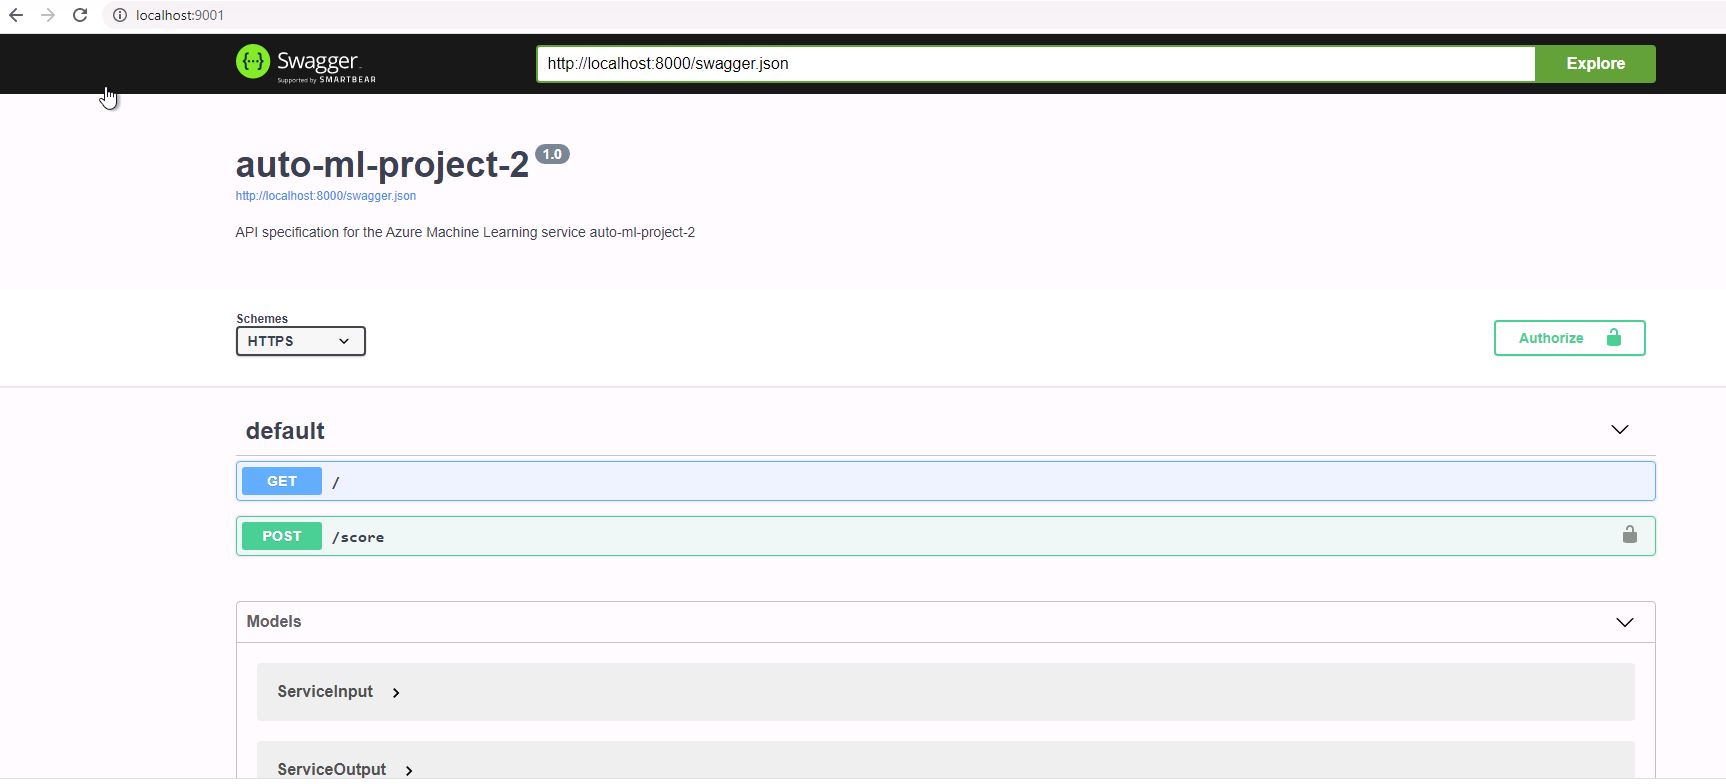 localhost:9001
{··} Swagger.
Supported by SMARTBEAR
http://localhost:8000/swagger.json
Explore
auto-ml-project-2 1.0
http://localhost:8000/swagger.json
API specification for the Azure Machine Learning service auto-ml-project-2
Schemes
HTTPS
Authorize
default
GET /
POST /score
Models
ServiceInput
ServiceOutput